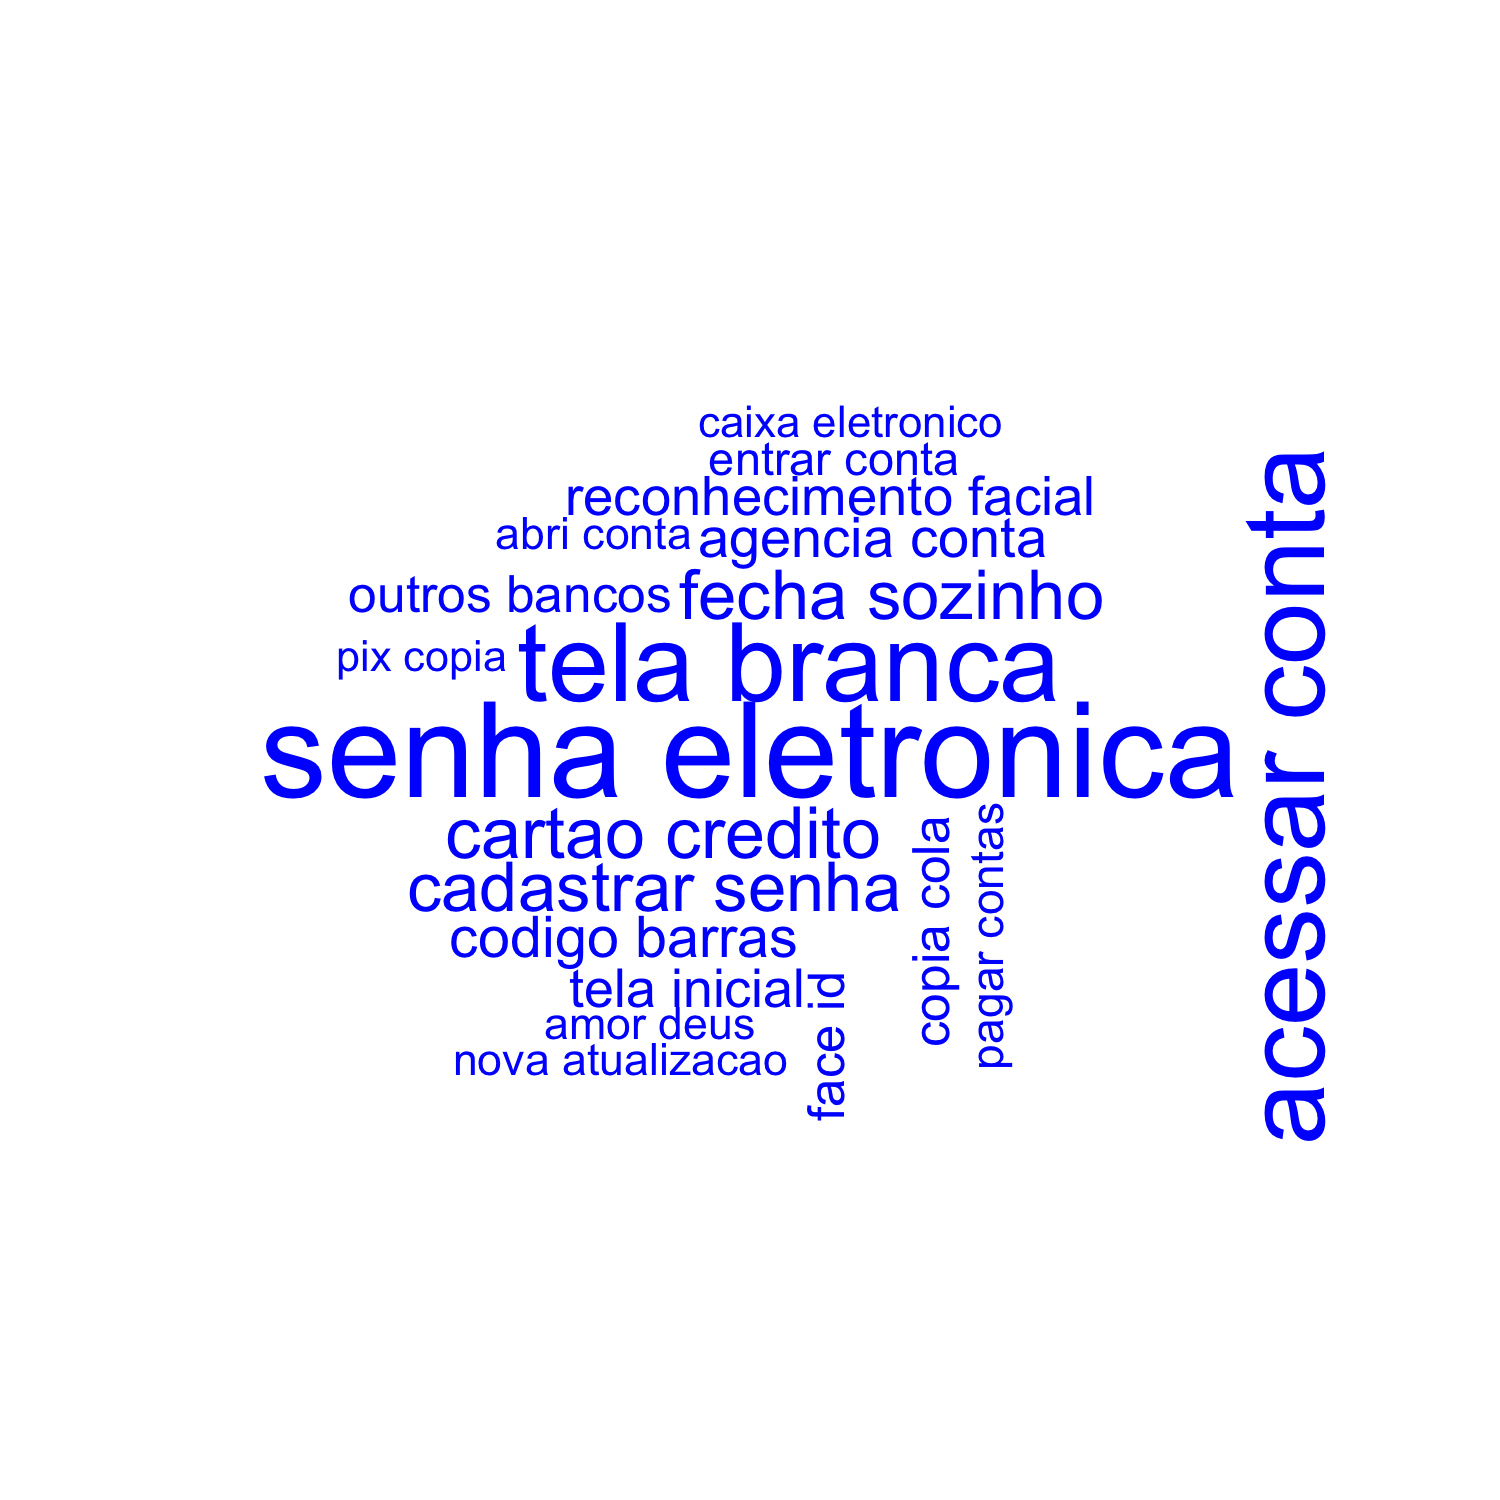 caixa eletronico
entrar conta
reconhecimento facial
abri conta
agencia conta
outros bancos
fecha sozinho
pix copia
tela branca
senha eletronica
acessar conta
cartao credito
cadastrar senha
codigo barras
tela inicial
amor deus
nova atualizacao
face id
copia cola
pagar contas